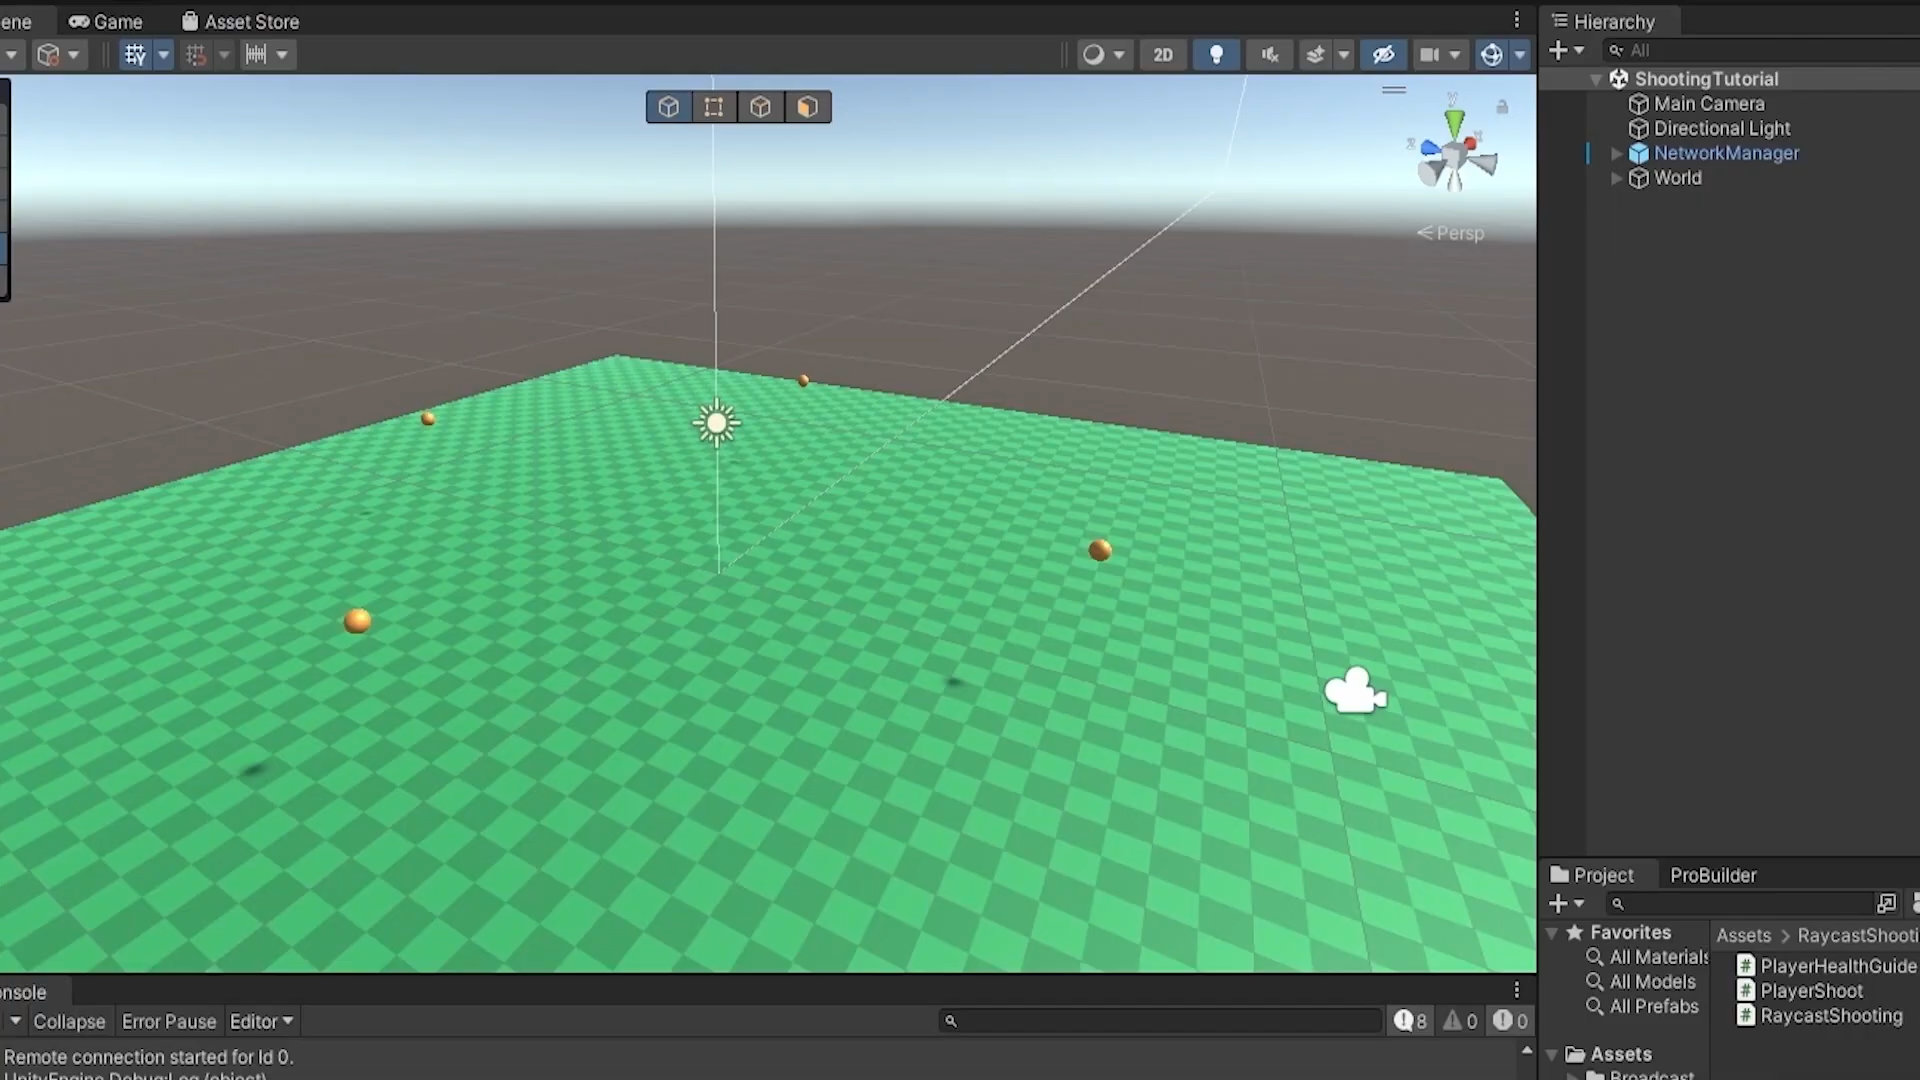 ene Game Asset Store
2D
y
x
z
Persp
Hierarchy
All
ShootingTutorial
Main Camera
Directional Light
NetworkManager
World
Project ProBuilder
Favorites
All Materials
All Models
All Prefabs
Assets
Assets > RaycastShooti
PlayerHealthGuide
PlayerShoot
RaycastShooting
onsole
Collapse Error Pause Editor
8 0 0
Remote connection started for Id 0.
UnityEngine.Debug:Log (object)
Broadcast